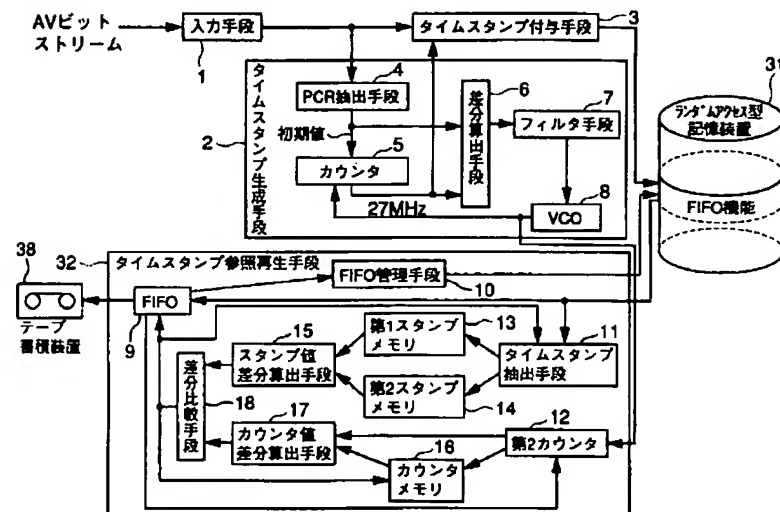 AVビット
ストリーム
入力手段
1
タイムスタンプ付与手段
3
タイムスタンプ生成手段
2
4
PCR抽出手段
初期値
5
カウンタ
27MHz
6
差分算出手段
7
フィルタ手段
8
VCO
31
ランダムアクセス型
記憶装置
FIFO機能
32
タイムスタンプ参照再生手段
38
テープ
蓄積装置
FIFO
9
FIFO管理手段
10
15
スタンプ値
差分算出手段
第1スタンプ
メモリ
13
第2スタンプ
メモリ
14
11
タイムスタンプ
抽出手段
差分比較手段
18
17
カウンタ値
差分算出手段
16
カウンタ
メモリ
12
第2カウンタ